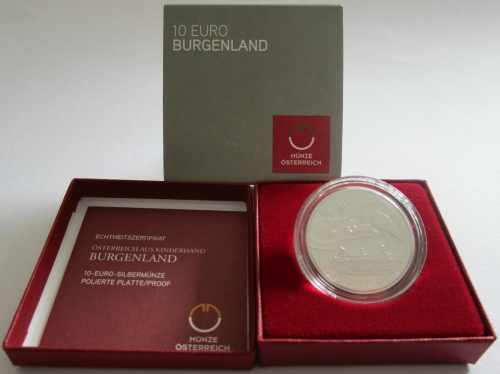 10 EURO
BURGENLAND
MÜNZE
ÖSTERREICH
ECHTHEITSZERTIFIKAT
ÖSTERREICH AUS KINDERHAND
BURGENLAND
10-EURO-SILBERMÜNZE
POLIERTE PLATTE/PROOF
MÜNZE
ÖSTERREICH